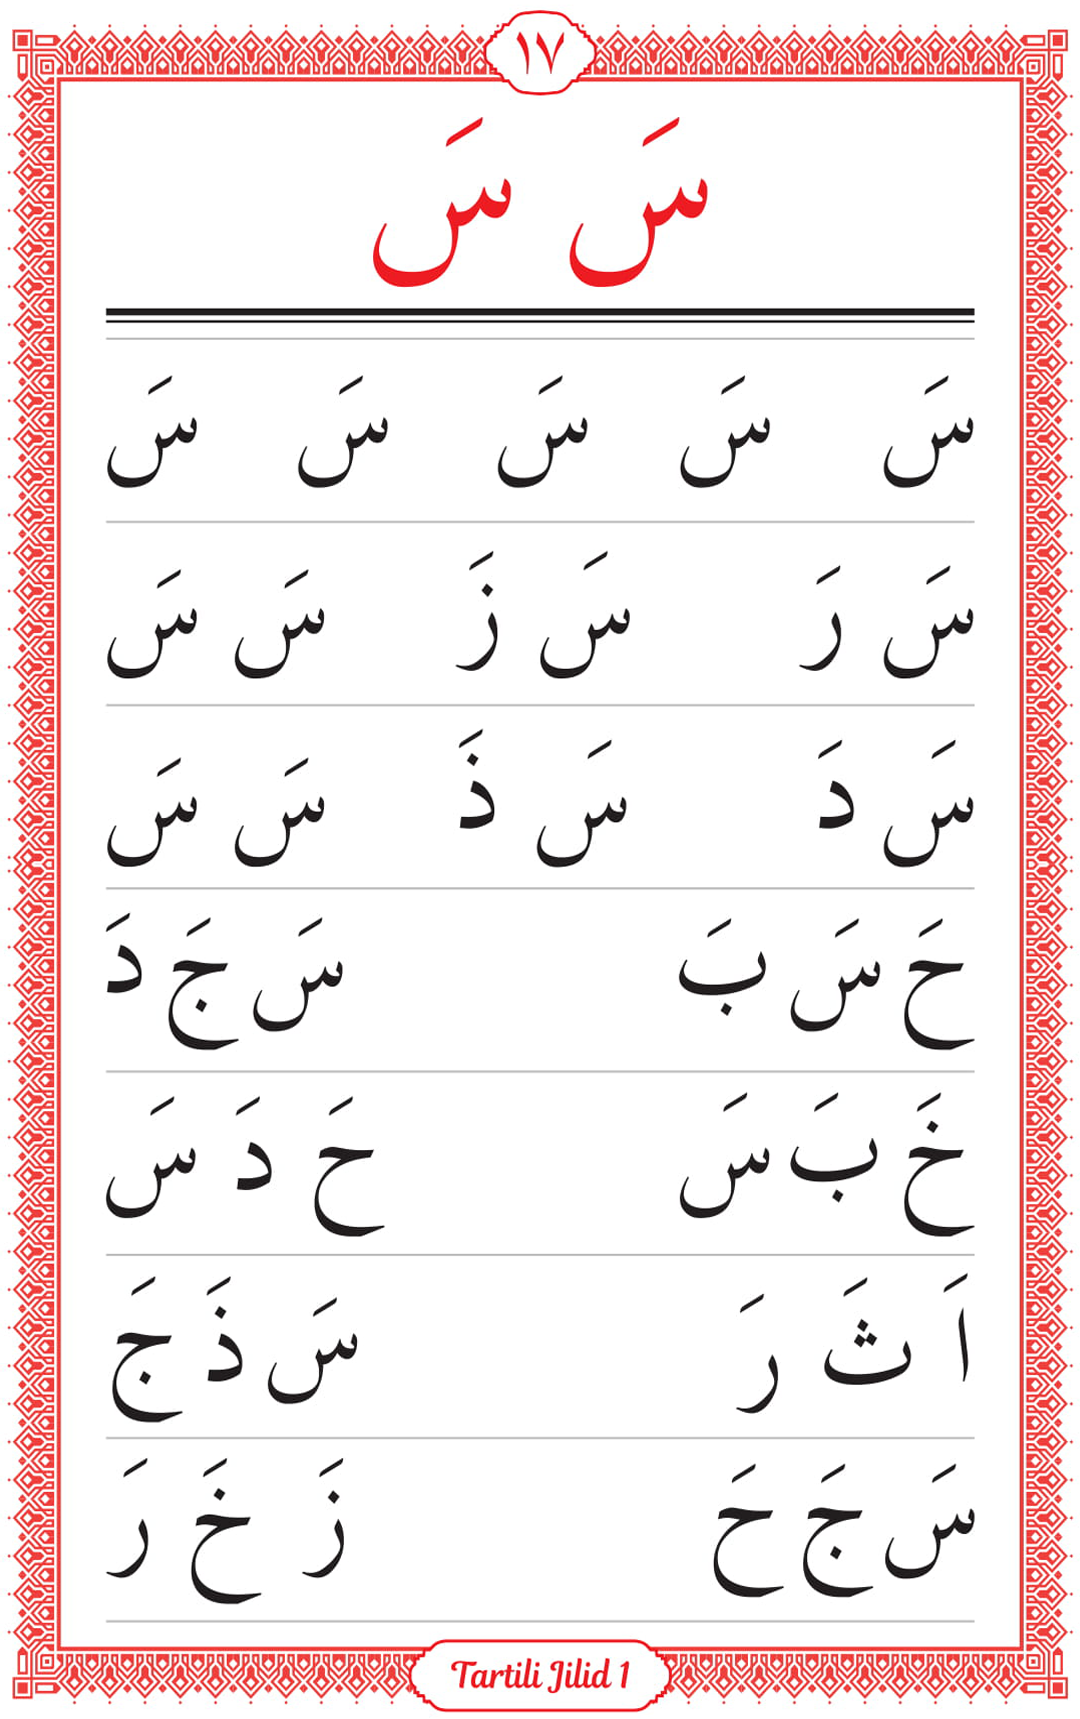 ١٧
سَ سَ
سَ سَ سَ سَ سَ
سَ رَ سَ زَ سَ سَ
سَ دَ سَ ذَ سَ سَ
حَ سَ بَ سَ جَ دَ
خَ بَ سَ حَ دَ سَ
اَ ثَ رَ سَ ذَ جَ
سَ جَ حَ زَ خَ رَ
Tartili Jilid 1